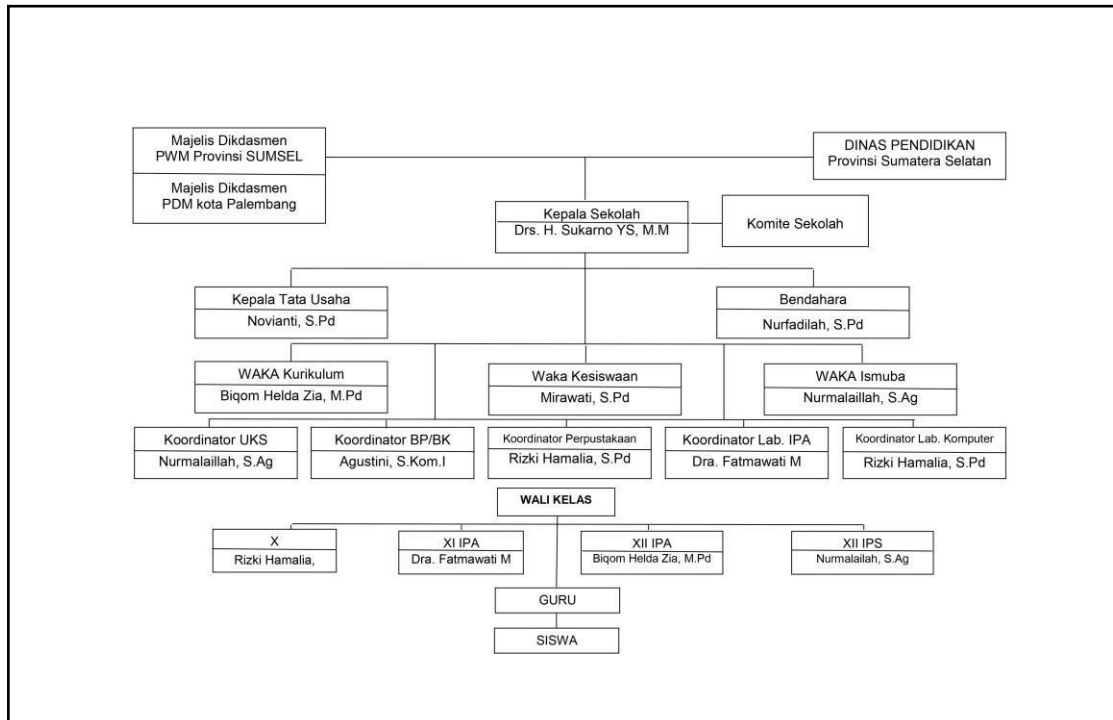 Majelis Dikdasmen
PWM Provinsi SUMSEL
Majelis Dikdasmen
PDM kota Palembang
DINAS PENDIDIKAN
Provinsi Sumatera Selatan
Kepala Sekolah
Drs. H. Sukarno YS, M.M
Komite Sekolah
Kepala Tata Usaha
Novianti, S.Pd
Bendahara
Nurfadilah, S.Pd
WAKA Kurikulum
Biqom Helda Zia, M.Pd
Waka Kesiswaan
Mirawati, S.Pd
WAKA Ismuba
Nurmalaillah, S.Ag
Koordinator UKS
Nurmalaillah, S.Ag
Koordinator BP/BK
Agustini, S.Kom.I
Koordinator Perpustakaan
Rizki Hamalia, S.Pd
Koordinator Lab. IPA
Dra. Fatmawati M
Koordinator Lab. Komputer
Rizki Hamalia, S.Pd
WALI KELAS
X
Rizki Hamalia,
XI IPA
Dra. Fatmawati M
XII IPA
Biqom Helda Zia, M.Pd
XII IPS
Nurmalailah, S.Ag
GURU
SISWA